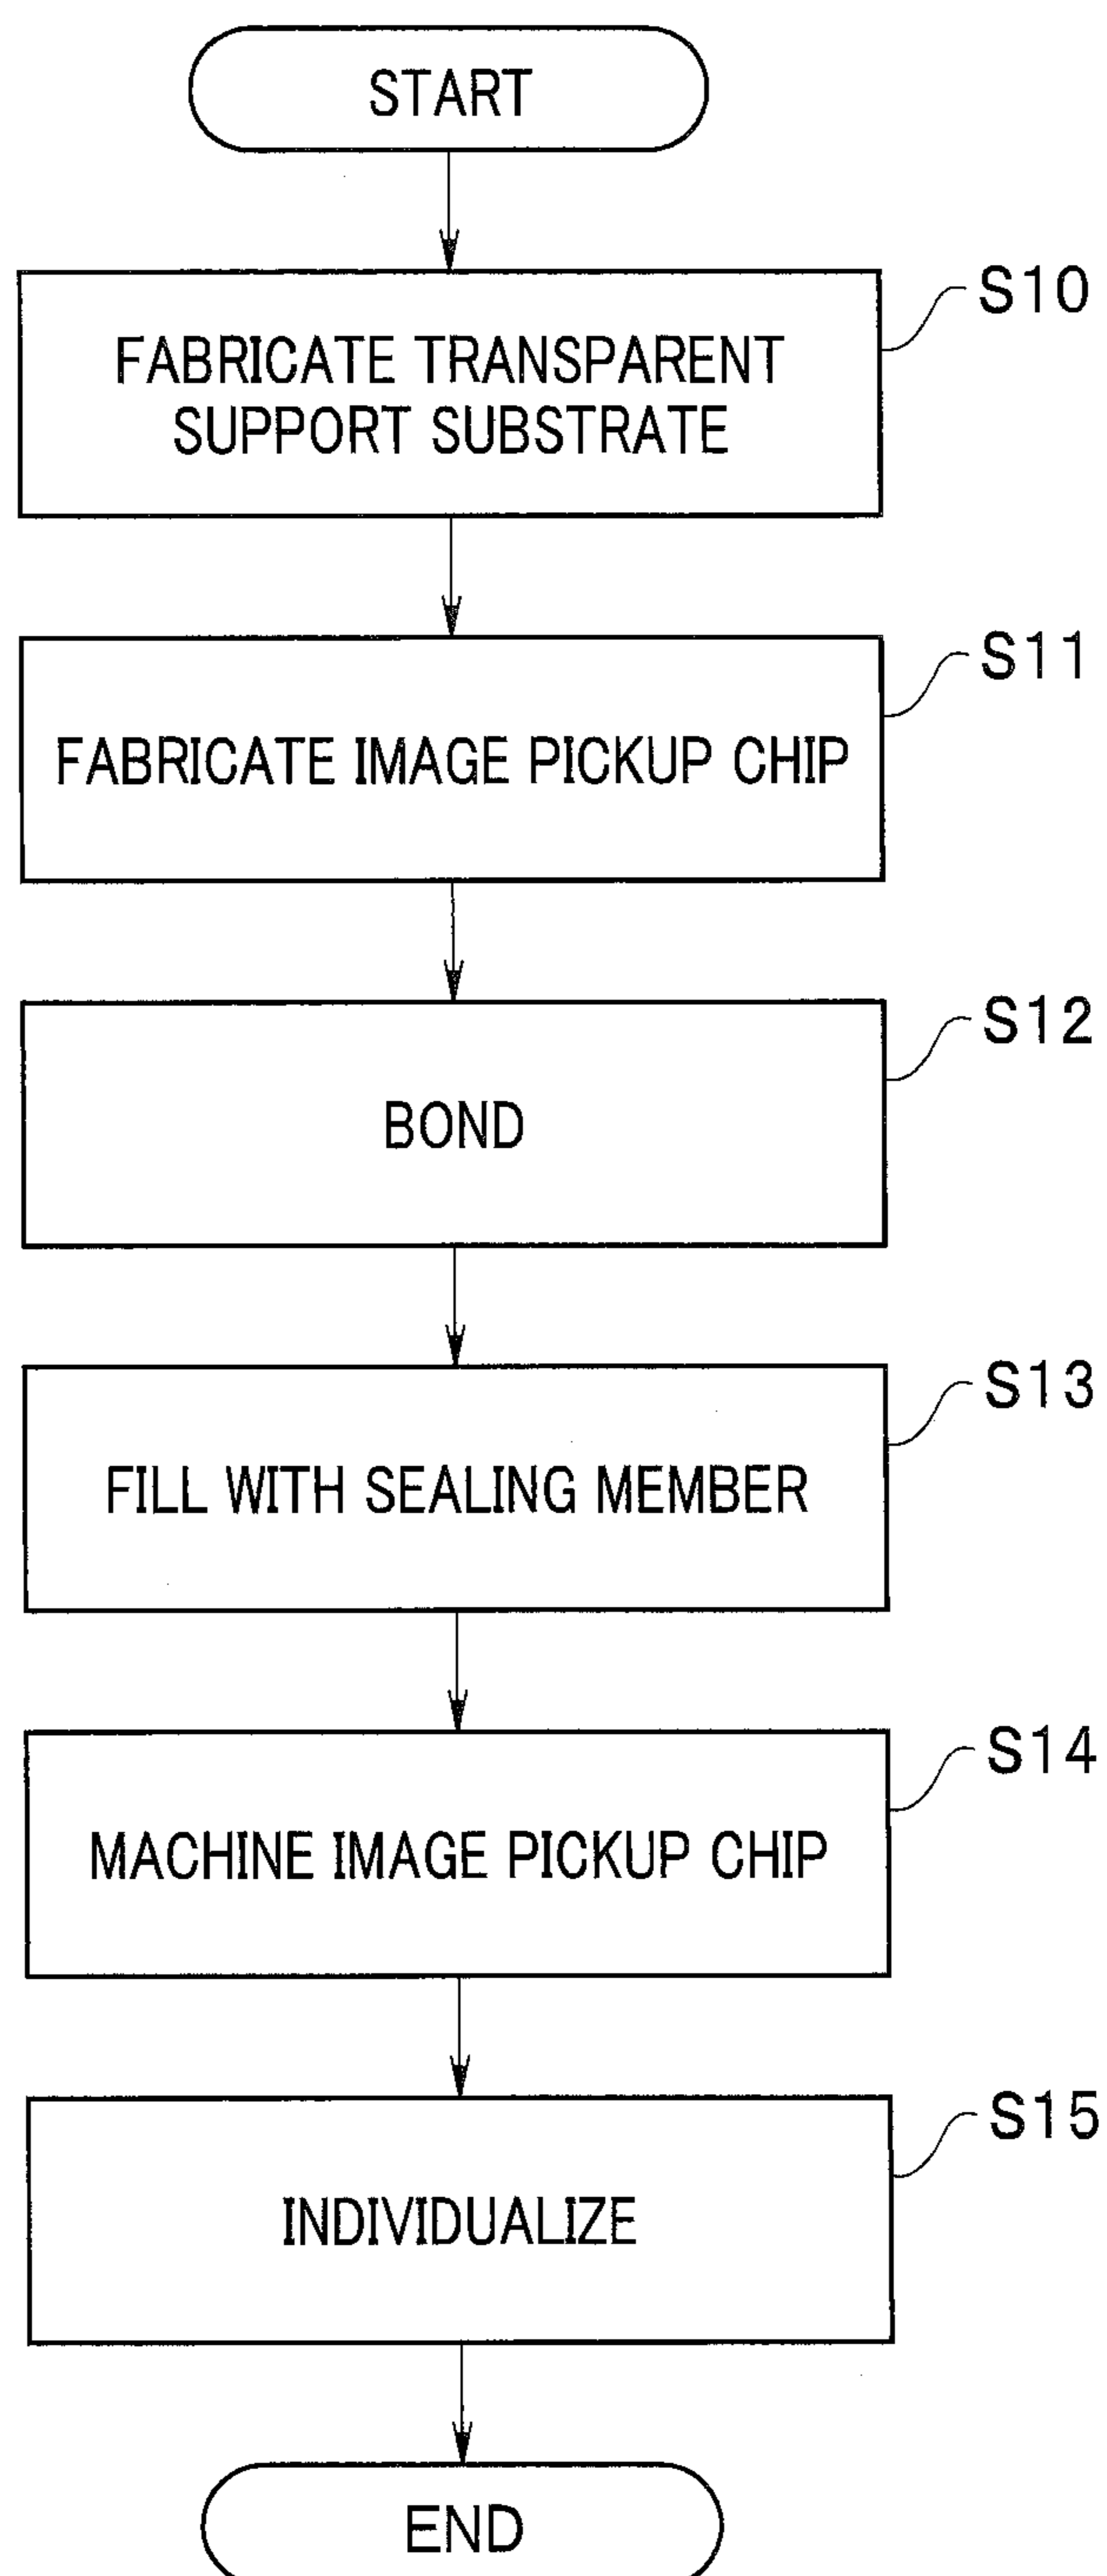 START
S10
FABRICATE TRANSPARENT
SUPPORT SUBSTRATE
S11
FABRICATE IMAGE PICKUP CHIP
S12
BOND
S13
FILL WITH SEALING MEMBER
S14
MACHINE IMAGE PICKUP CHIP
S15
INDIVIDUALIZE
END